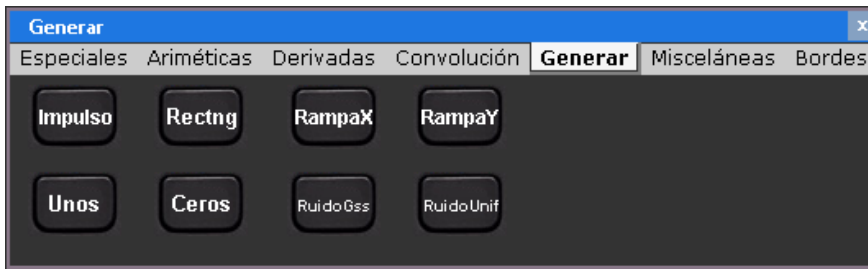 Generar x
Especiales Ariméticas Derivadas Convolución Generar Misceláneas Bordes
Impulso Rectng RampaX RampaY
Unos Ceros RuidoGss RuidoUnif